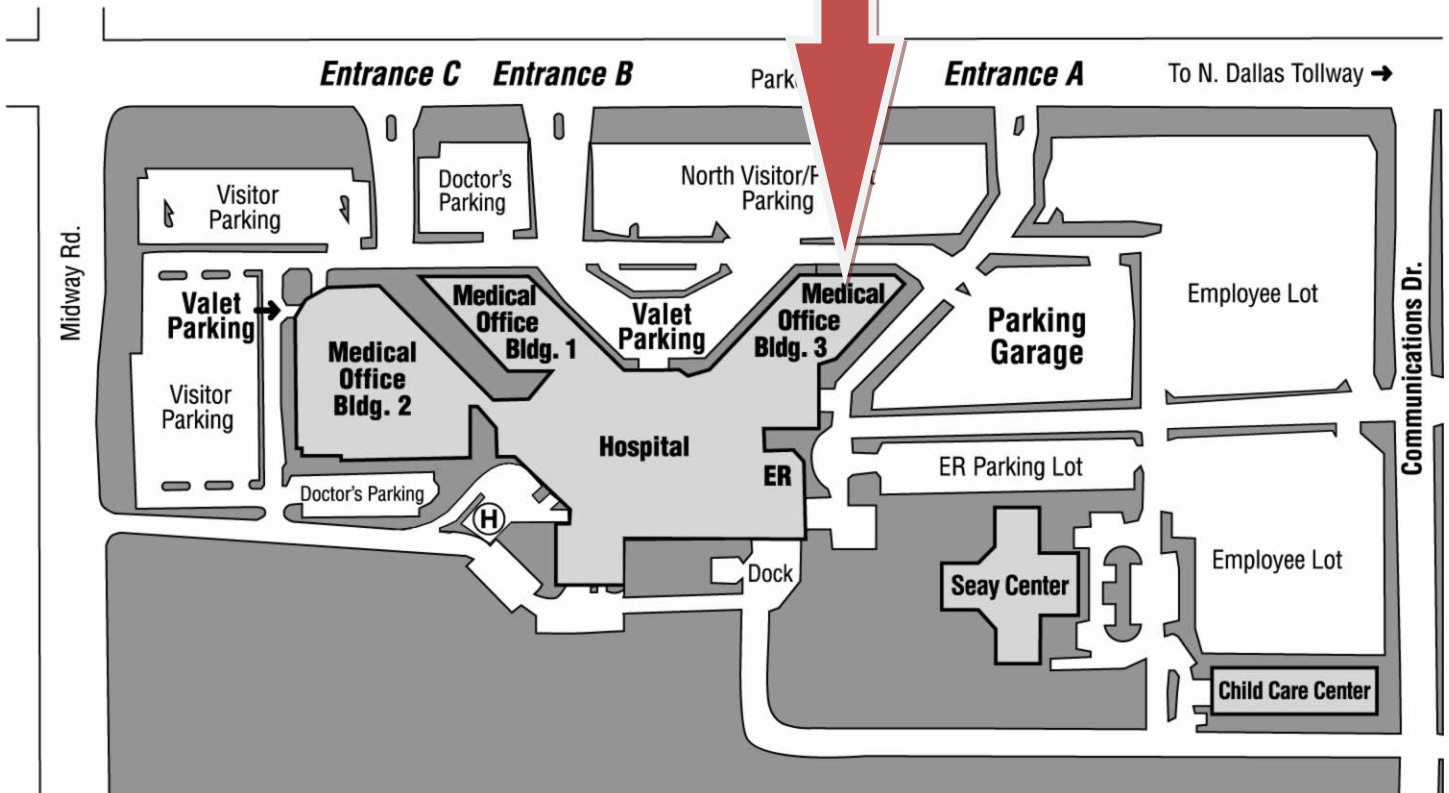 Entrance C
Entrance B
Entrance A
To N. Dallas Tollway →
Midway Rd.
Visitor
Parking
Doctor's
Parking
North
Parking
Valet
Parking
Medical
Office
Bldg. 1
Valet
Parking
Medical
Office
Bldg. 3
Parking
Garage
Employee Lot
Communications Dr.
Medical
Office
Bldg. 2
Visitor
Parking
Hospital
ER
ER Parking Lot
Doctor's Parking
H
Dock
Seay Center
Employee Lot
Child Care Center